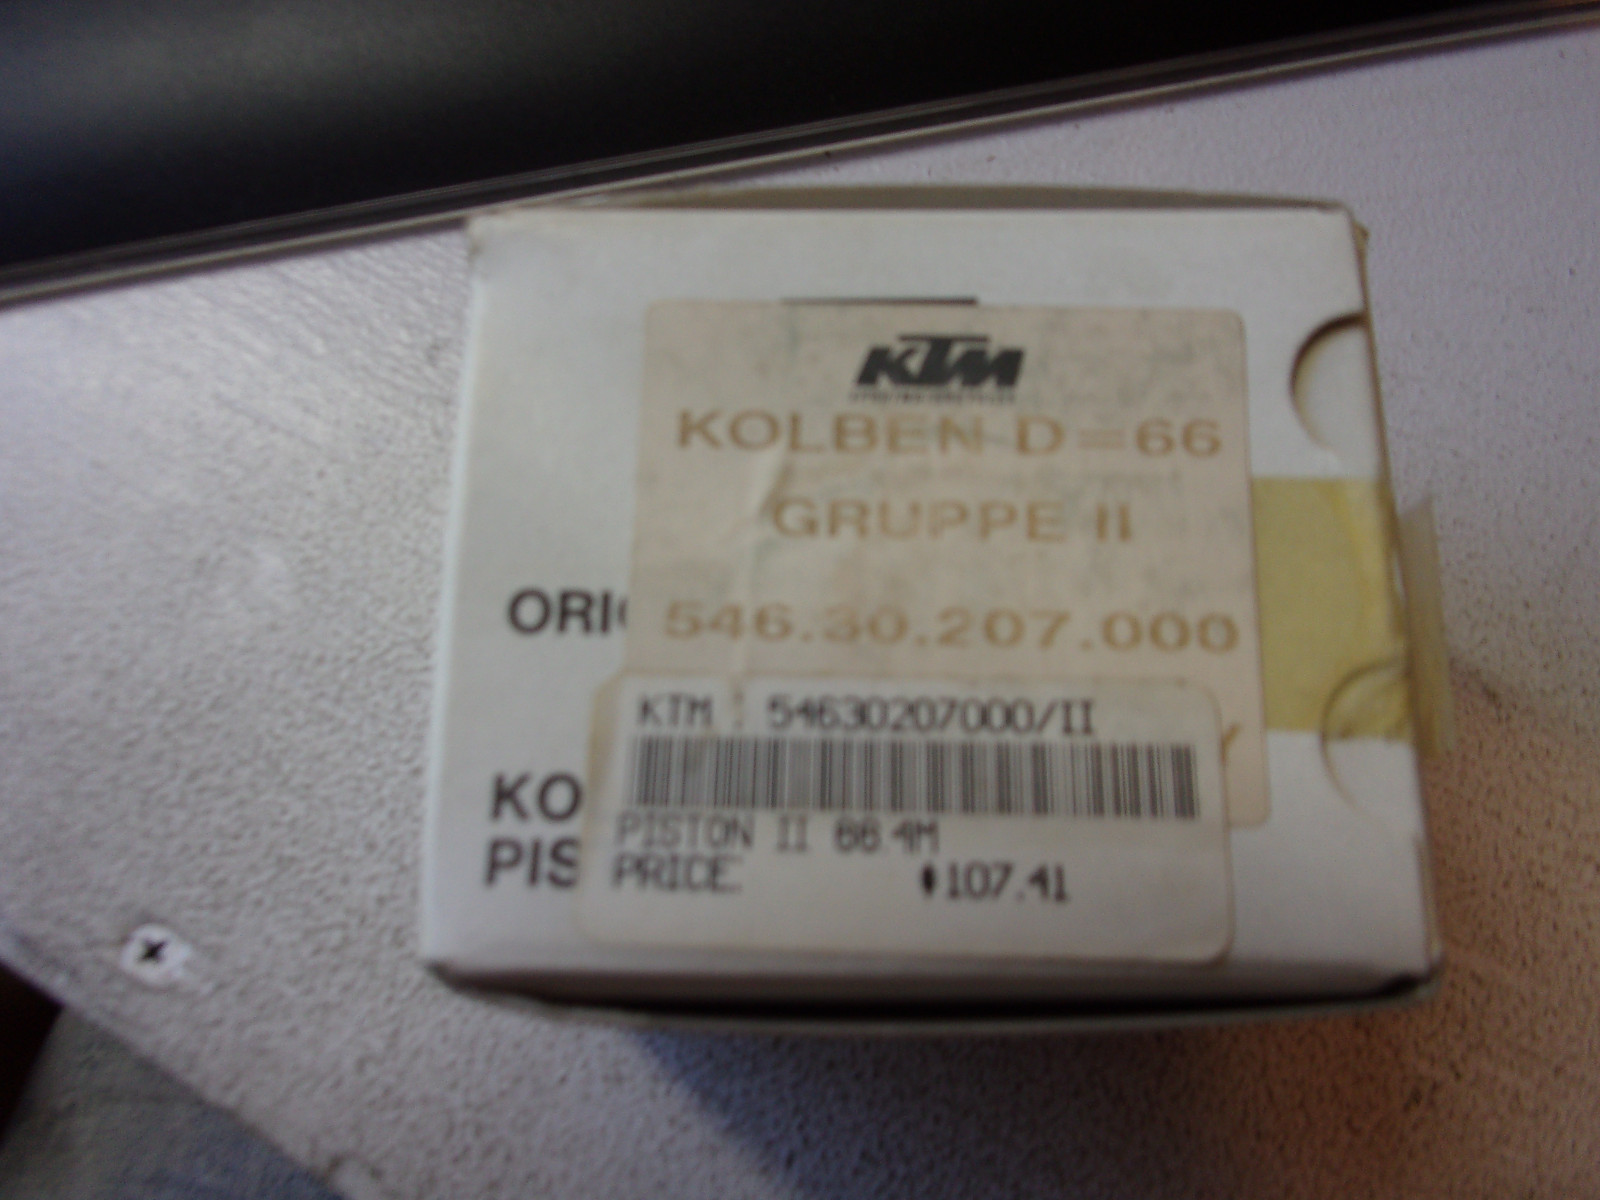 KTM
KOLBEN D=66
GRUPPE II
ORI
546.30.207.000
KTM : 54630207000/II
KO
PIS
PISTON II 66.4M
PRICE $107.41